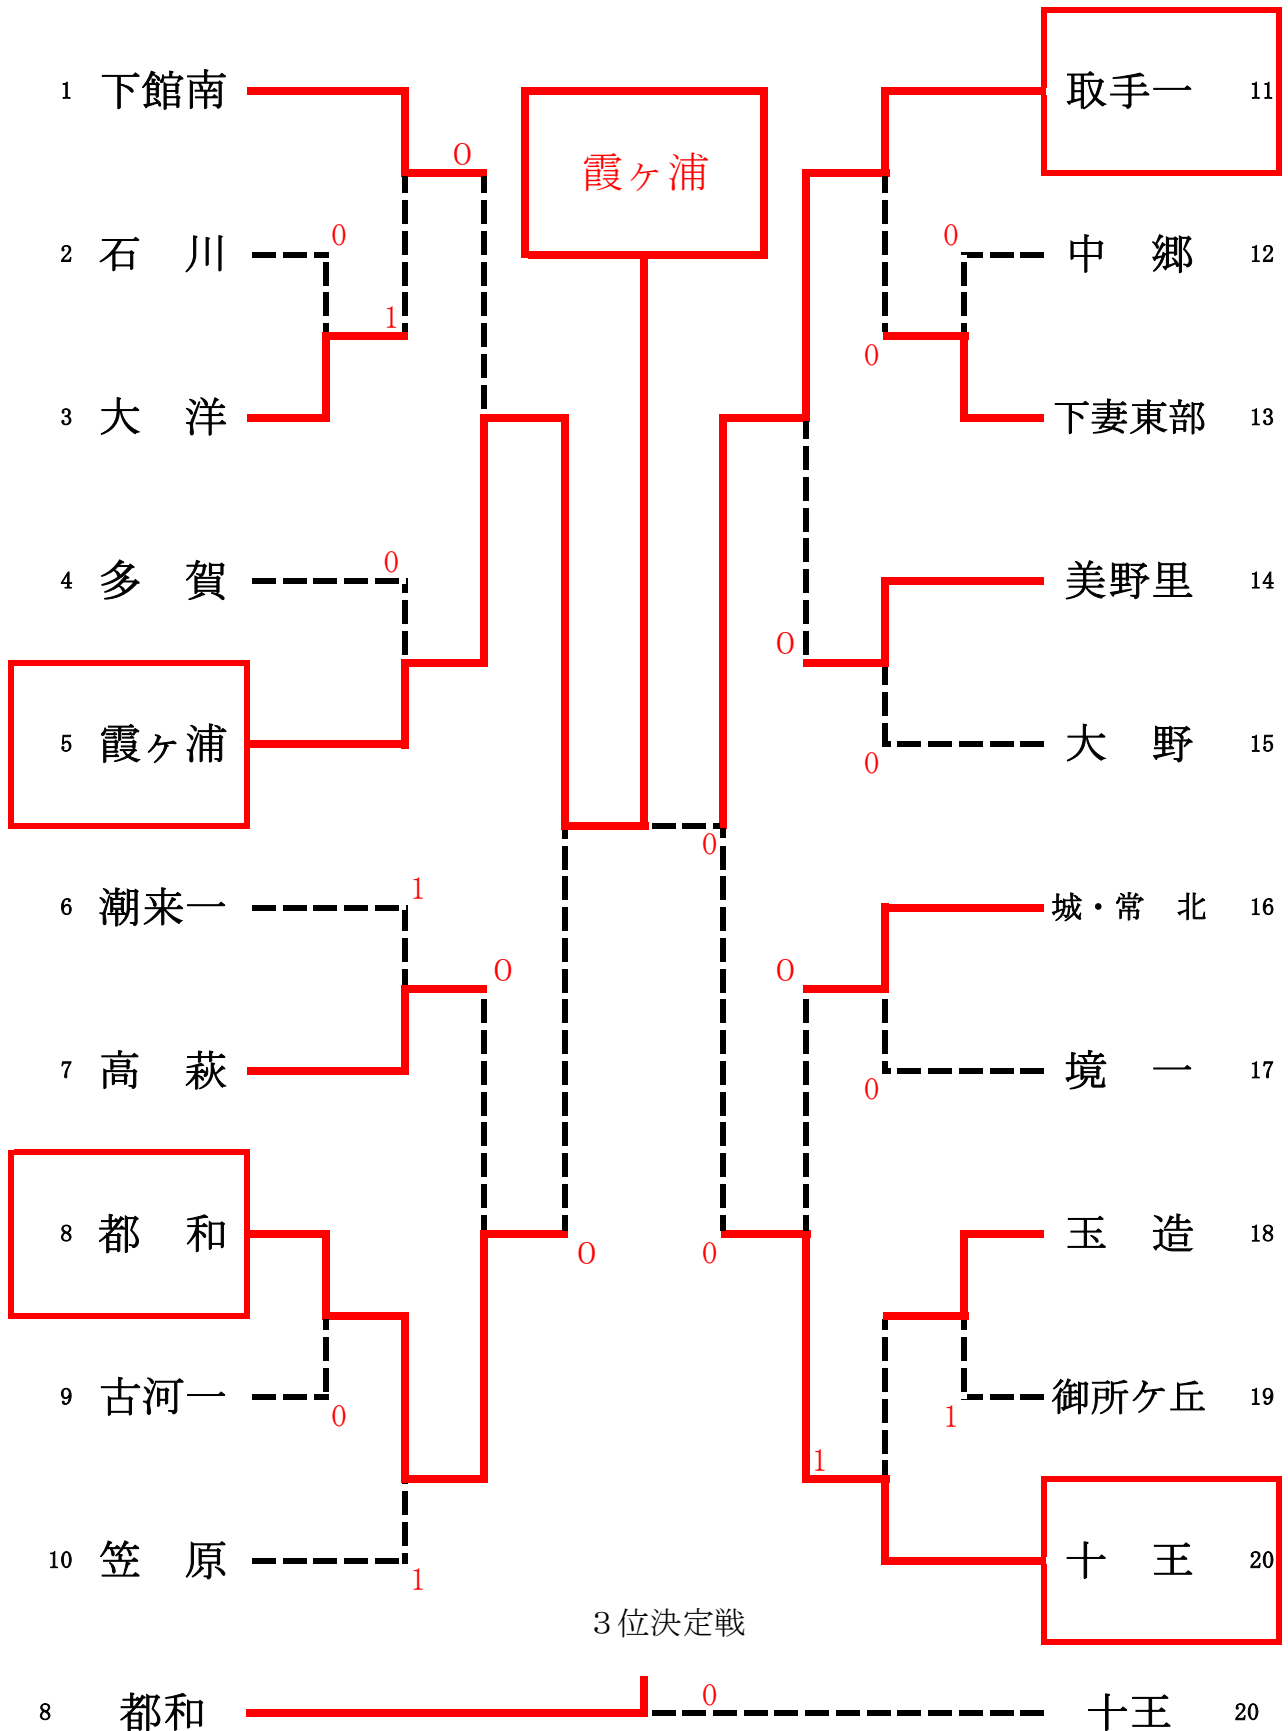 1 下館南
0
霞ヶ浦
取手一 11
2 石 川
0
0
中 郷 12
1
0
3 大 洋
下妻東部 13
4 多 賀
0
美野里 14
0
5 霞ヶ浦
0
大 野 15
0
6 潮来一
1
城・常 北 16
0
0
7 高 萩
0
境 一 17
8 都 和
0
0
玉 造 18
9 古河一
0
1
御所ケ丘 19
1
10 笠 原
1
十 王 20
３位決定戦
8 都和
0
十王 20